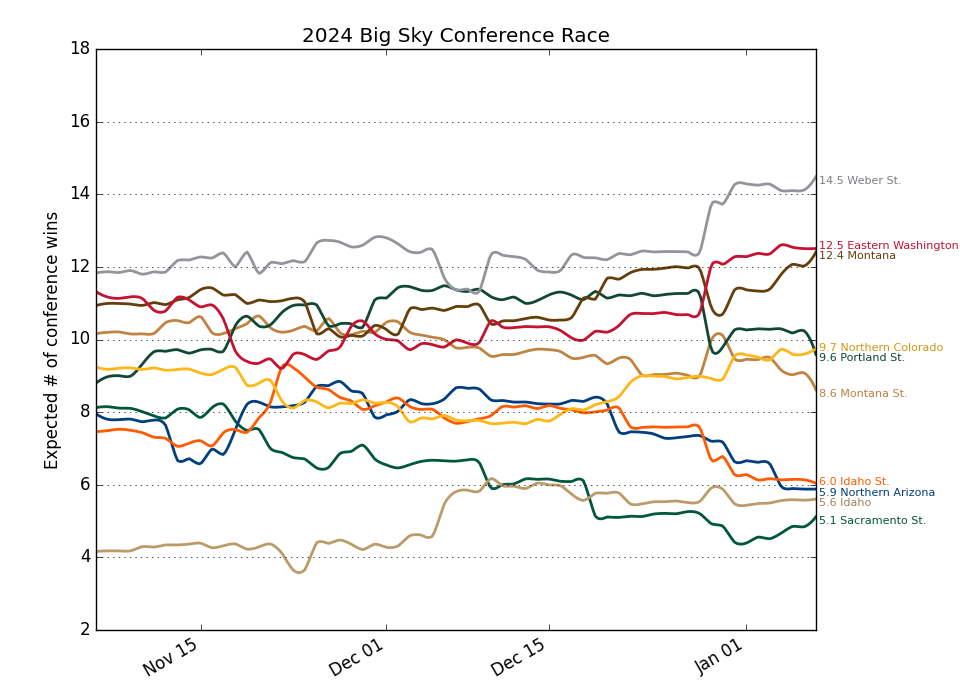 2024 Big Sky Conference Race
Expected # of conference wins
18
16
14
12
10
8
6
4
2
Nov 15
Dec 01
Dec 15
Jan 01
14.5 Weber St.
12.5 Eastern Washington
12.4 Montana
9.7 Northern Colorado
9.6 Portland St.
8.6 Montana St.
6.0 Idaho St.
5.9 Northern Arizona
5.6 Idaho
5.1 Sacramento St.